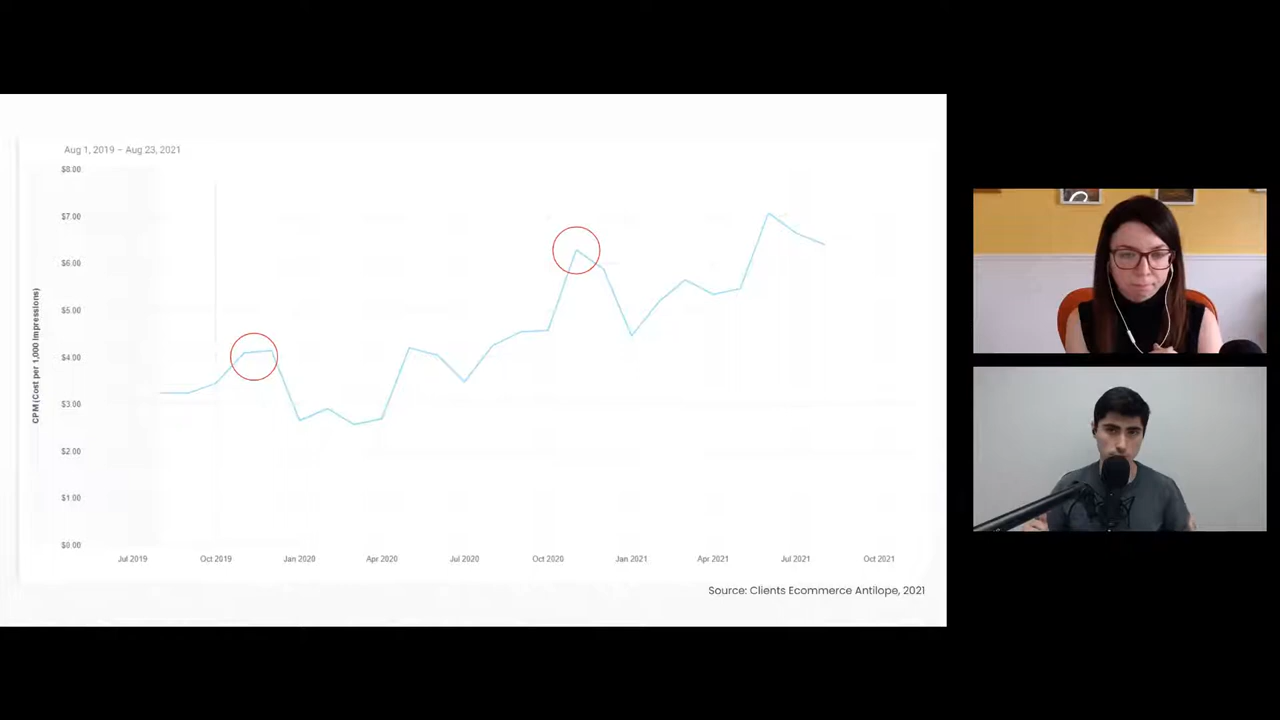 Aug 1, 2019 – Aug 23, 2021
$8.00
$7.00
$6.00
$5.00
$4.00
$3.00
$2.00
$1.00
$0.00
CPM (Cost per 1,000 Impressions)
Jul 2019 Oct 2019 Jan 2020 Apr 2020 Jul 2020 Oct 2020 Jan 2021 Apr 2021 Jul 2021 Oct 2021
Source: Clients Ecommerce Antilope, 2021